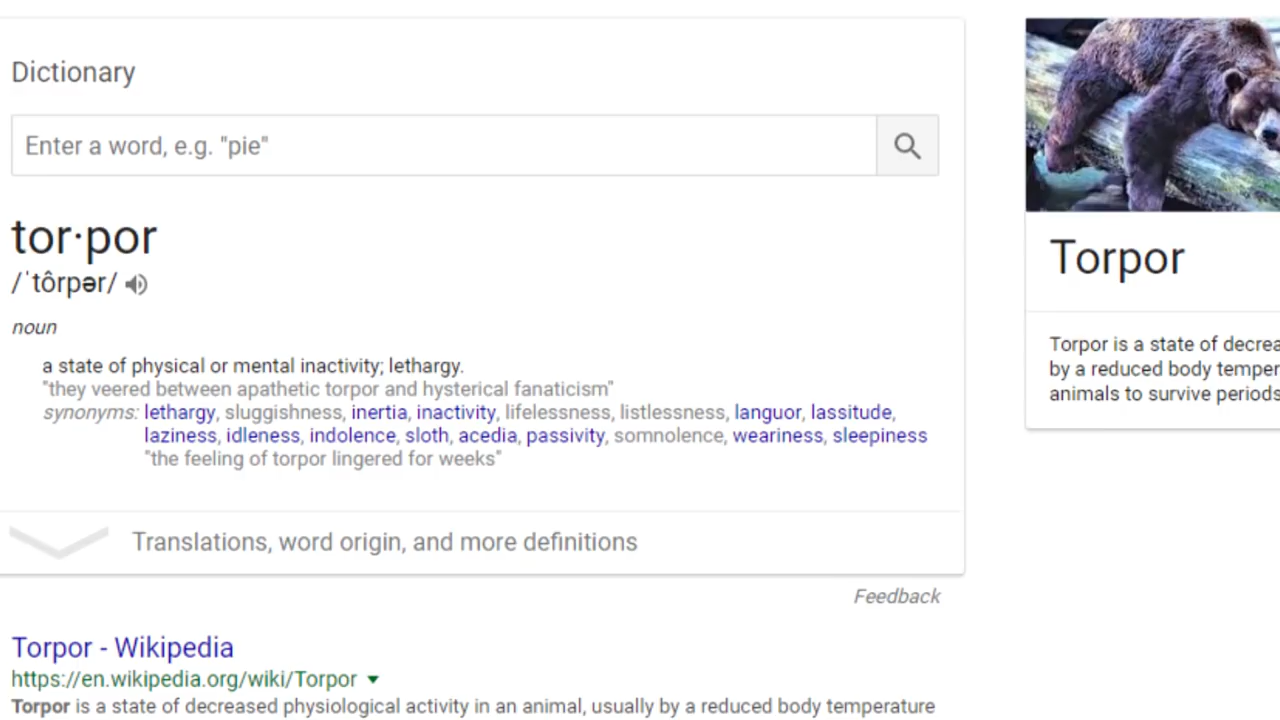 Dictionary
Enter a word, e.g. "pie"
tor·por
/ˈtôrpər/
noun
a state of physical or mental inactivity; lethargy.
"they veered between apathetic torpor and hysterical fanaticism"
synonyms: lethargy, sluggishness, inertia, inactivity, lifelessness, listlessness, languor, lassitude,
laziness, idleness, indolence, sloth, acedia, passivity, somnolence, weariness, sleepiness
"the feeling of torpor lingered for weeks"
Translations, word origin, and more definitions
Feedback
Torpor - Wikipedia
https://en.wikipedia.org/wiki/Torpor
Torpor is a state of decreased physiological activity in an animal, usually by a reduced body temperature
Torpor
Torpor is a state of decrea
by a reduced body temper
animals to survive periods